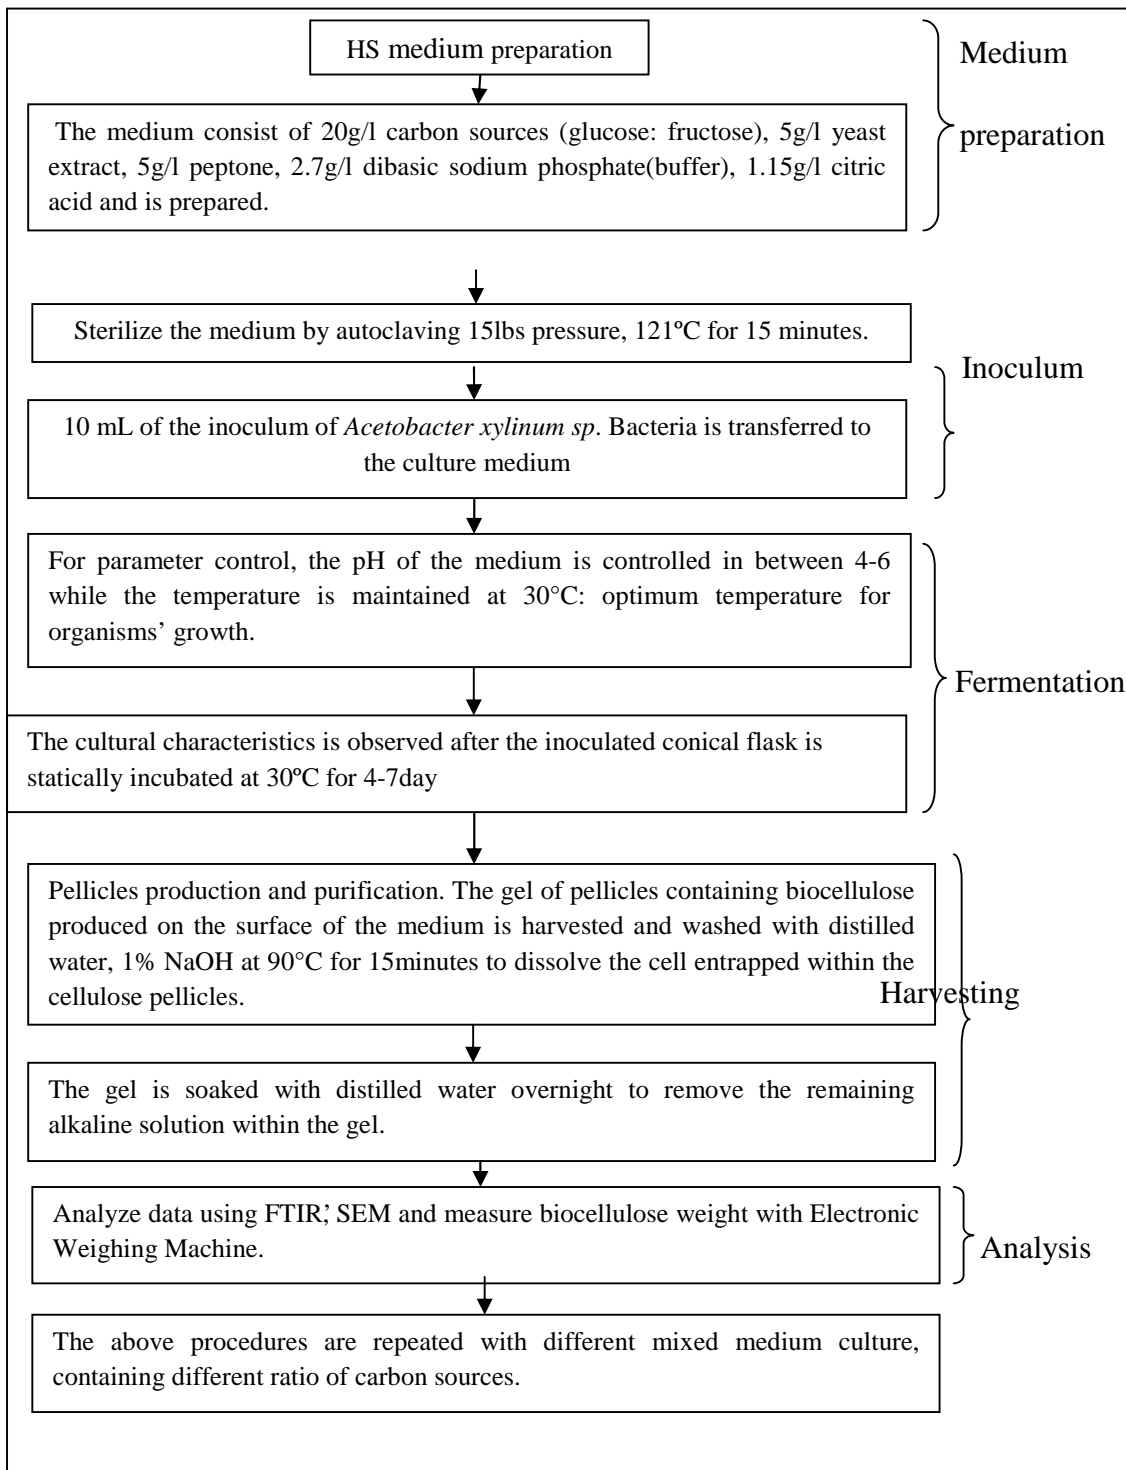 HS medium preparation
Medium
preparation
The medium consist of 20g/l carbon sources (glucose: fructose), 5g/l yeast
extract, 5g/l peptone, 2.7g/l dibasic sodium phosphate(buffer), 1.15g/l citric
acid and is prepared.
Sterilize the medium by autoclaving 15lbs pressure, 121ºC for 15 minutes.
Inoculum
10 mL of the inoculum of Acetobacter xylinum sp. Bacteria is transferred to
the culture medium
For parameter control, the pH of the medium is controlled in between 4-6
while the temperature is maintained at 30°C: optimum temperature for
organisms’ growth.
Fermentation
The cultural characteristics is observed after the inoculated conical flask is
statically incubated at 30ºC for 4-7day
Pellicles production and purification. The gel of pellicles containing biocellulose
produced on the surface of the medium is harvested and washed with distilled
water, 1% NaOH at 90°C for 15minutes to dissolve the cell entrapped within the
cellulose pellicles.
Harvesting
The gel is soaked with distilled water overnight to remove the remaining
alkaline solution within the gel.
Analyze data using FTIR, SEM and measure biocellulose weight with Electronic
Weighing Machine.
Analysis
The above procedures are repeated with different mixed medium culture,
containing different ratio of carbon sources.